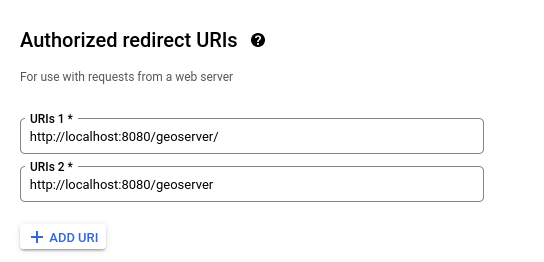 Authorized redirect URIs
For use with requests from a web server
URIs 1 *
http://localhost:8080/geoserver/
URIs 2 *
http://localhost:8080/geoserver
ADD URI